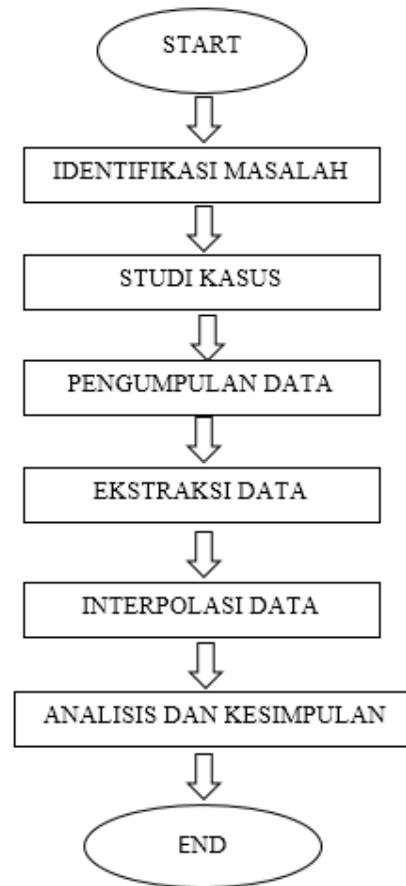 START
IDENTIFIKASI MASALAH
STUDI KASUS
PENGUMPULAN DATA
EKSTRAKSI DATA
INTERPOLASI DATA
ANALISIS DAN KESIMPULAN
END